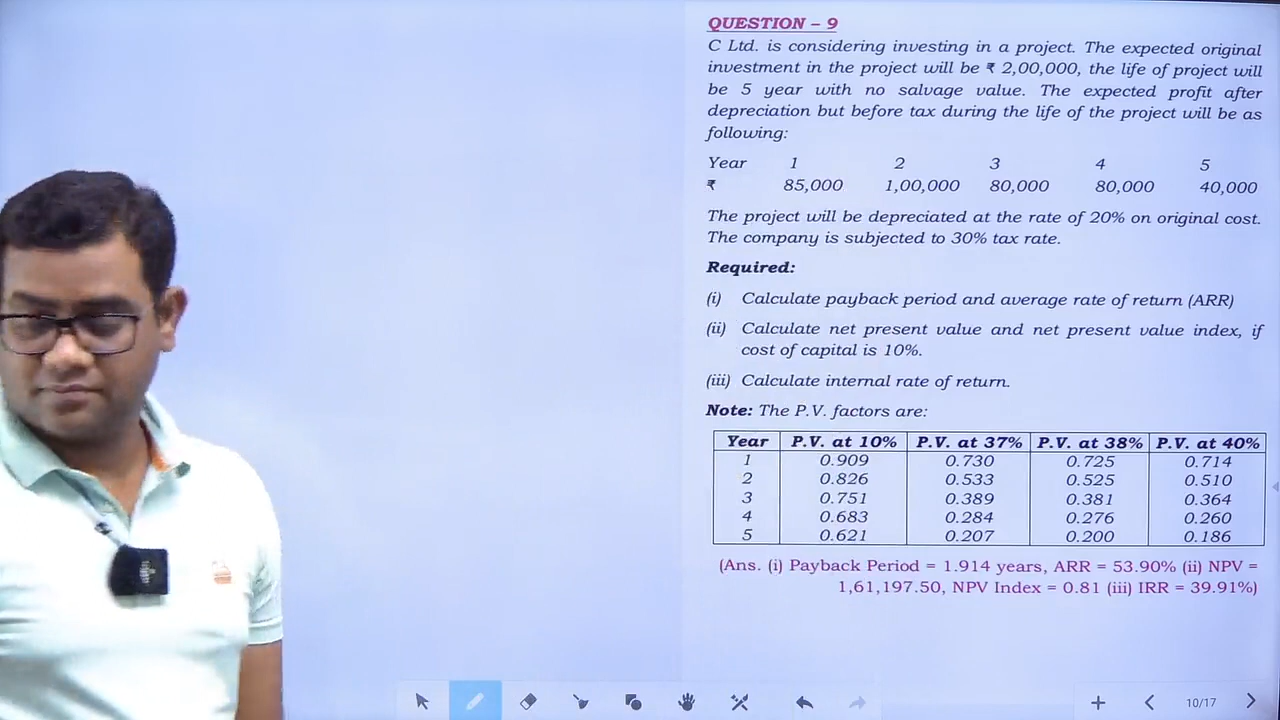 QUESTION – 9
C Ltd. is considering investing in a project. The expected original
investment in the project will be ₹ 2,00,000, the life of project will
be 5 year with no salvage value. The expected profit after
depreciation but before tax during the life of the project will be as
following:
Year 1 2 3 4 5
₹ 85,000 1,00,000 80,000 80,000 40,000
The project will be depreciated at the rate of 20% on original cost.
The company is subjected to 30% tax rate.
Required:
(i) Calculate payback period and average rate of return (ARR)
(ii) Calculate net present value and net present value index, if
cost of capital is 10%.
(iii) Calculate internal rate of return.
Note: The P.V. factors are:
Year P.V. at 10% P.V. at 37% P.V. at 38% P.V. at 40%
1 0.909 0.730 0.725 0.714
2 0.826 0.533 0.525 0.510
3 0.751 0.389 0.381 0.364
4 0.683 0.284 0.276 0.260
5 0.621 0.207 0.200 0.186
(Ans. (i) Payback Period = 1.914 years, ARR = 53.90% (ii) NPV =
1,61,197.50, NPV Index = 0.81 (iii) IRR = 39.91%)
10/17